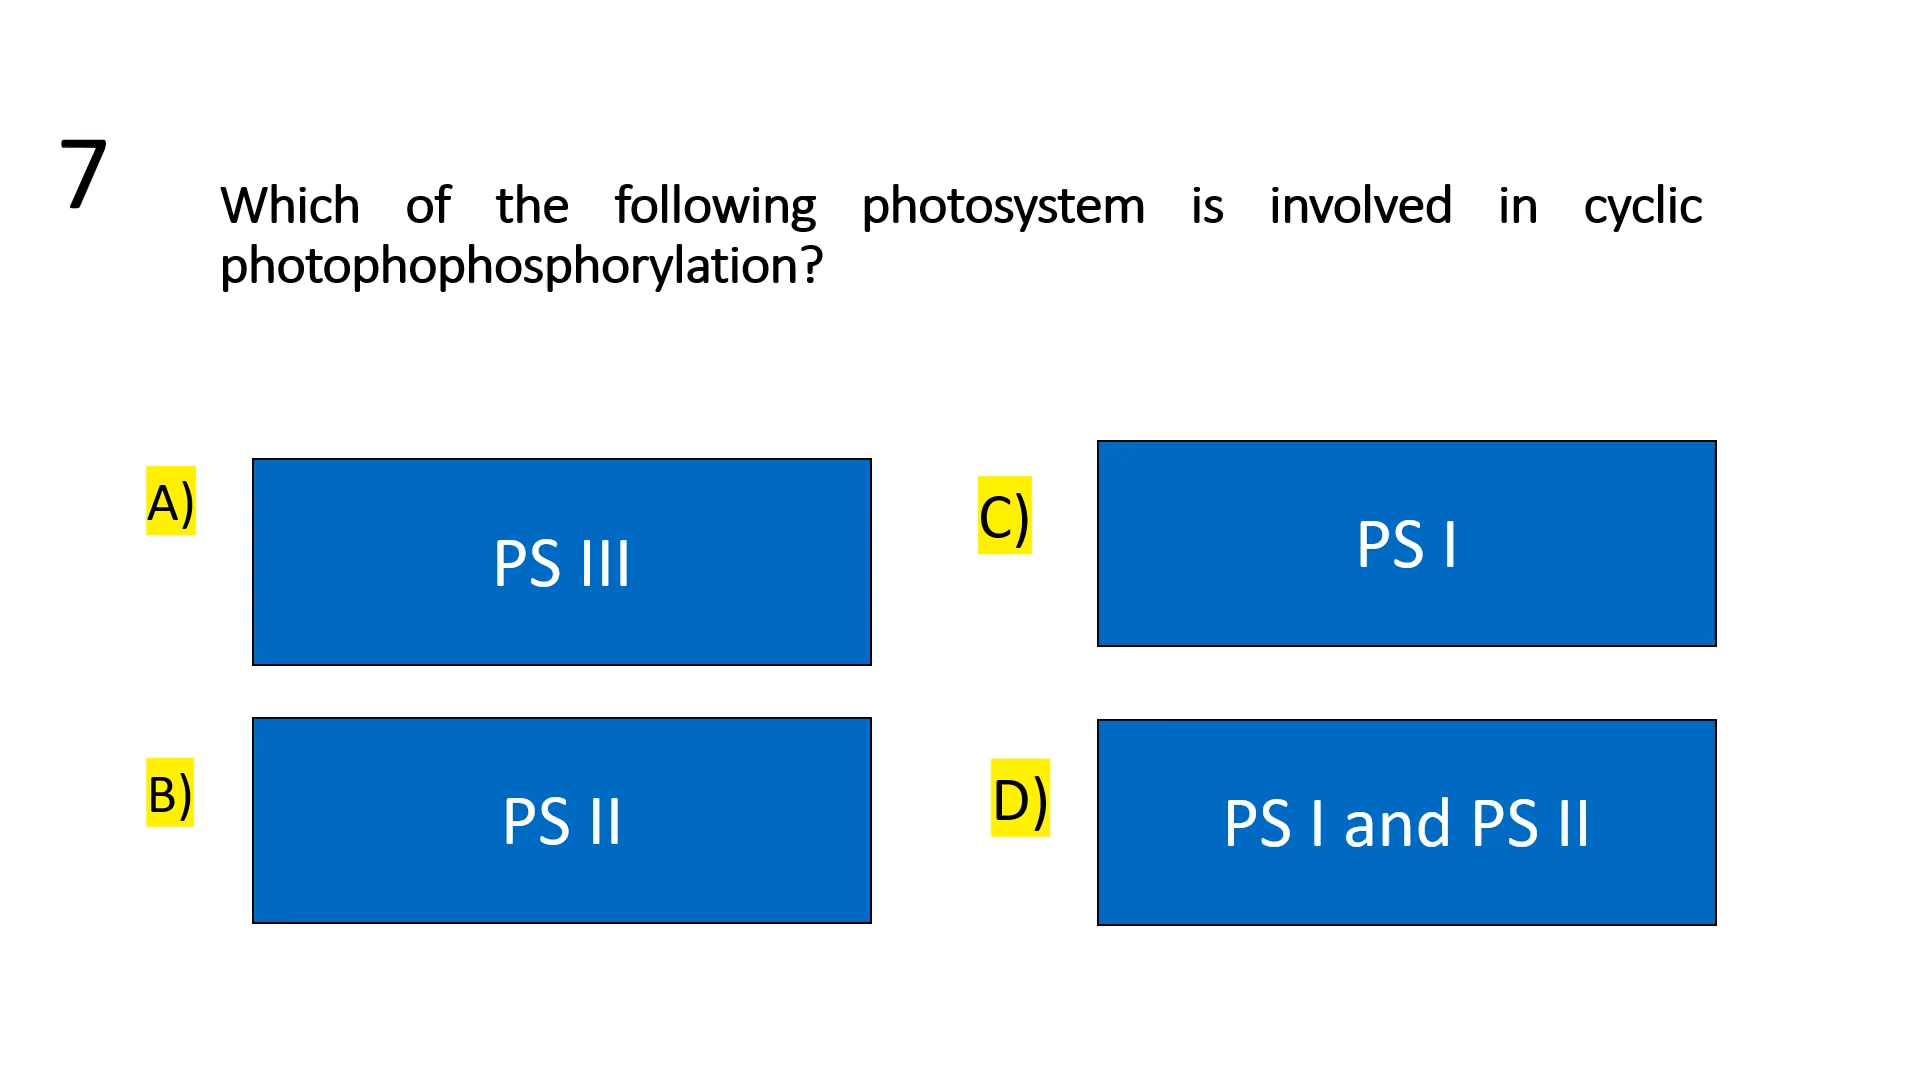 7
Which of the following photosystem is involved in cyclic
photophophosphorylation?
A)
PS III
B)
PS II
C)
PS I
D)
PS I and PS II